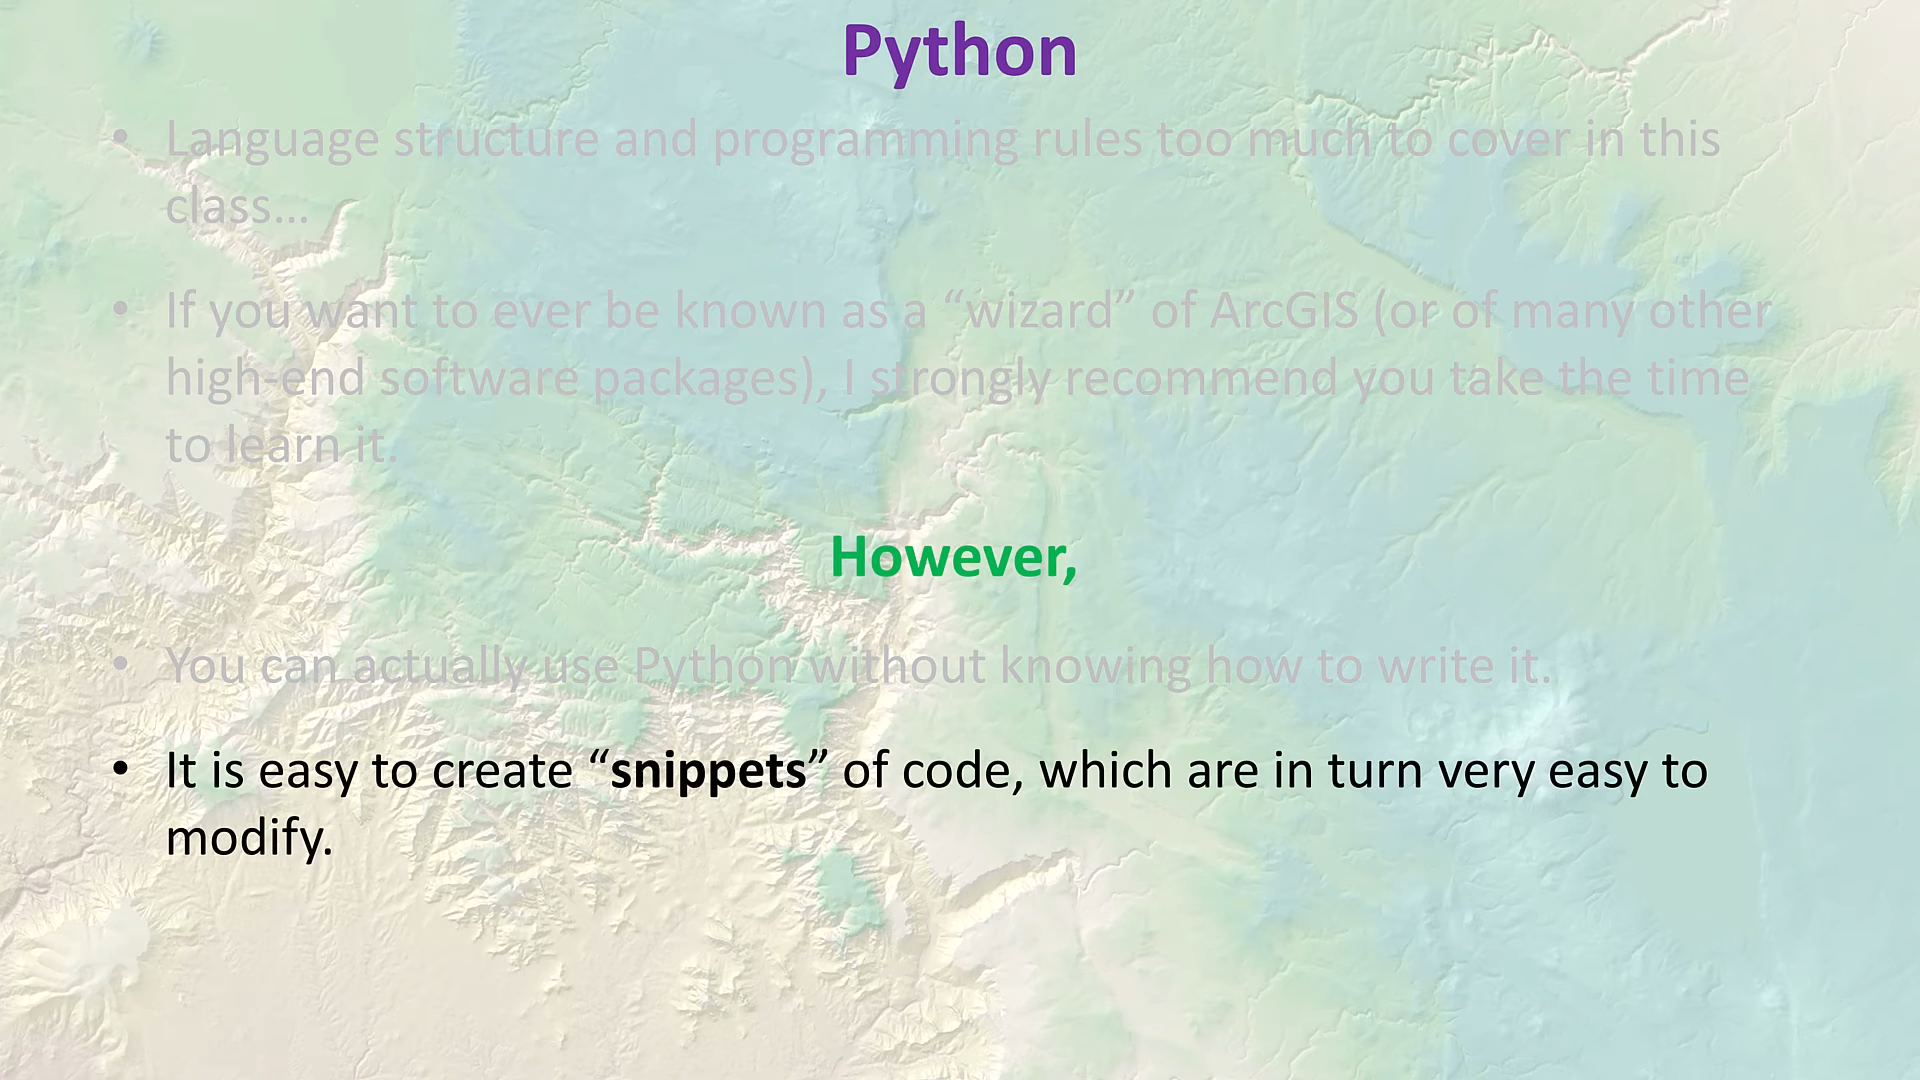 Python
• Language structure and programming rules too much to cover in this
class…
• If you want to ever be known as a “wizard” of ArcGIS (or of many other
high-end software packages), I strongly recommend you take the time
to learn it.
However,
• You can actually use Python without knowing how to write it.
• It is easy to create “snippets” of code, which are in turn very easy to
modify.